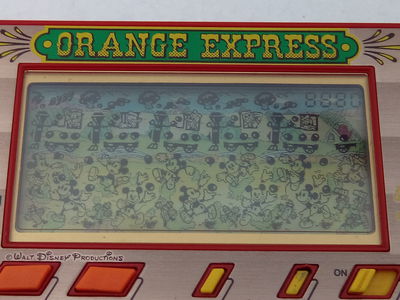 ORANGE EXPRESS
© WALT DISNEY PRODUCTIONS
ON